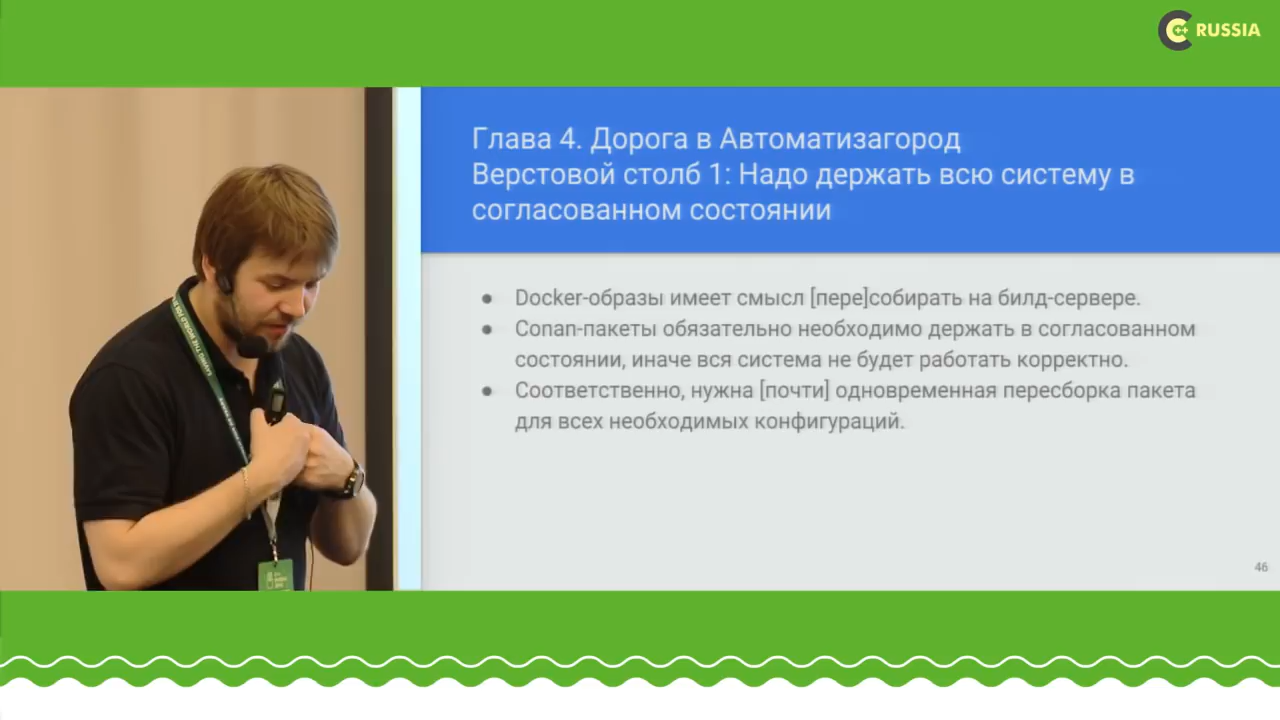 C++ RUSSIA
Глава 4. Дорога в Автоматизагород
Верстовой столб 1: Надо держать всю систему в
согласованном состоянии
● Docker-образы имеет смысл [пере]собирать на билд-сервере.
● Conan-пакеты обязательно необходимо держать в согласованном
состоянии, иначе вся система не будет работать корректно.
● Соответственно, нужна [почти] одновременная пересборка пакета
для всех необходимых конфигураций.
46